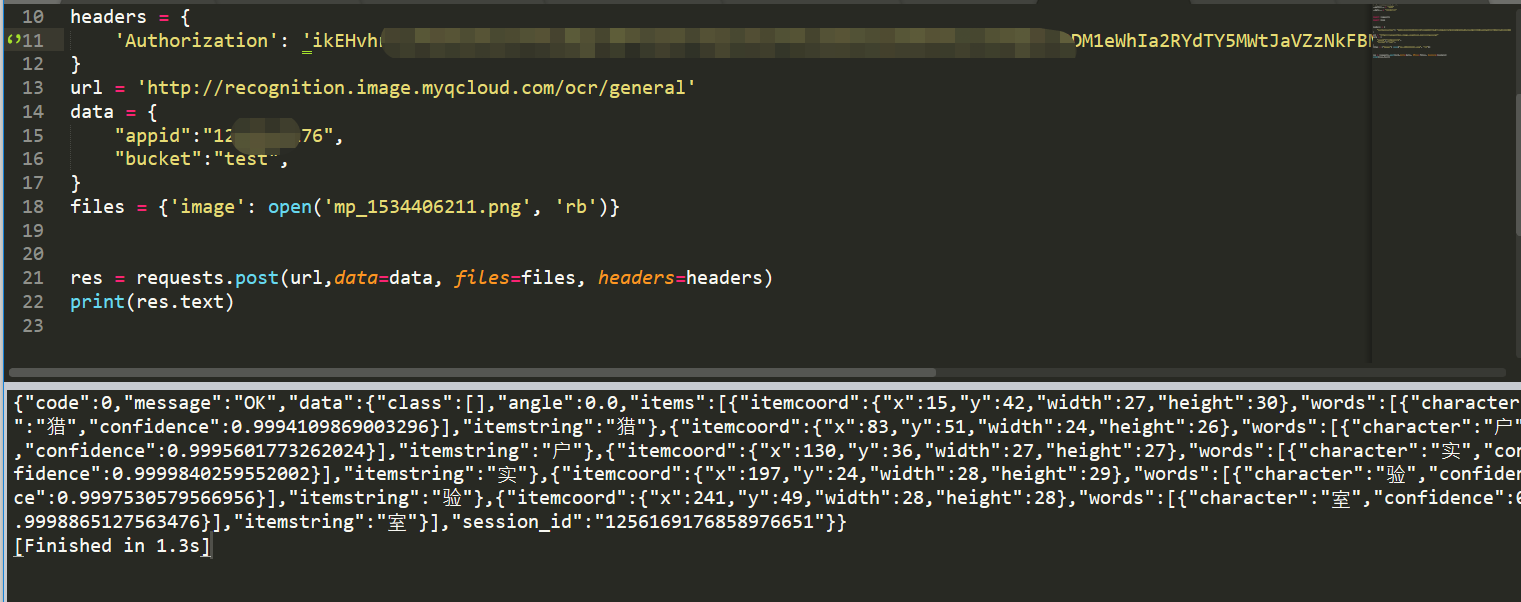 10 headers = {
11 'Authorization': 'ikEHvh DM1eWhIa2RYdTY5MWtJaVZzNkFB
12 }
13 url = 'http://recognition.image.myqcloud.com/ocr/general'
14 data = {
15 "appid":"12 76",
16 "bucket":"test",
17 }
18 files = {'image': open('mp_1534406211.png', 'rb')}
19
20
21 res = requests.post(url,data=data, files=files, headers=headers)
22 print(res.text)
23
{"code":0,"message":"OK","data":{"class":[],"angle":0.0,"items":[{"itemcoord":{"x":15,"y":42,"width":27,"height":30},"words":[{"character
":"猎","confidence":0.9994109869003296}],"itemstring":"猎"},{"itemcoord":{"x":83,"y":51,"width":24,"height":26},"words":[{"character":"户"
,"confidence":0.9995601773262024}],"itemstring":"户"},{"itemcoord":{"x":130,"y":36,"width":27,"height":27},"words":[{"character":"实","con
fidence":0.9999840259552002}],"itemstring":"实"},{"itemcoord":{"x":197,"y":24,"width":28,"height":29},"words":[{"character":"验","confiden
ce":0.9997530579566956}],"itemstring":"验"},{"itemcoord":{"x":241,"y":49,"width":28,"height":28},"words":[{"character":"室","confidence":0
.9998865127563476}],"itemstring":"室"}],"session_id":"1256169176858976651"}}
[Finished in 1.3s]